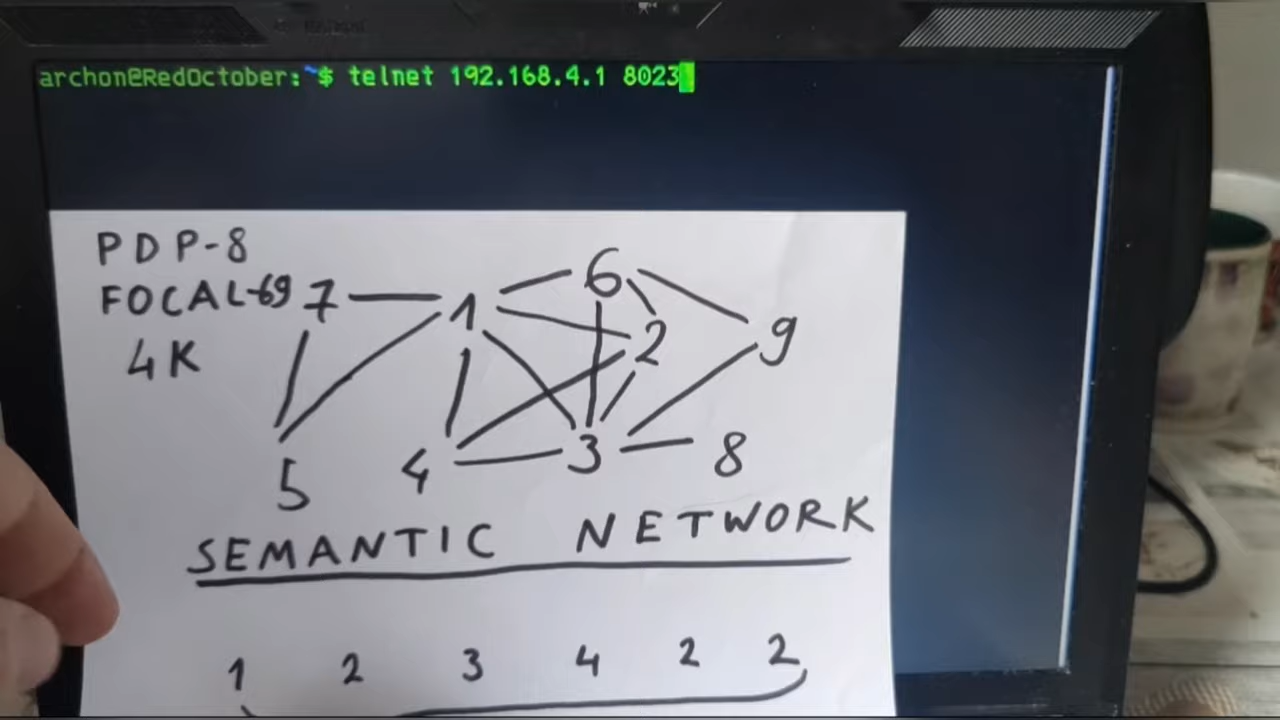 archon@RedOctober:~$ telnet 192.168.4.1 8023
PDP-8
FOCAL-69
4K
7 1 6 2 9
5 4 3 8
SEMANTIC NETWORK
1 2 3 4 2 2